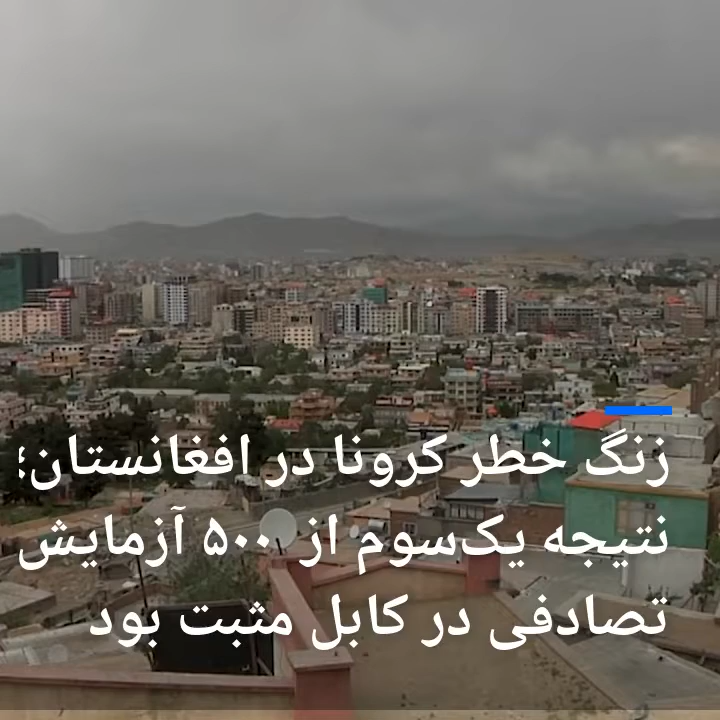 زنگ خطر کرونا در افغانستان؛
نتیجه یک‌سوم از ۵۰۰ آزمایش
تصادفی در کابل مثبت بود